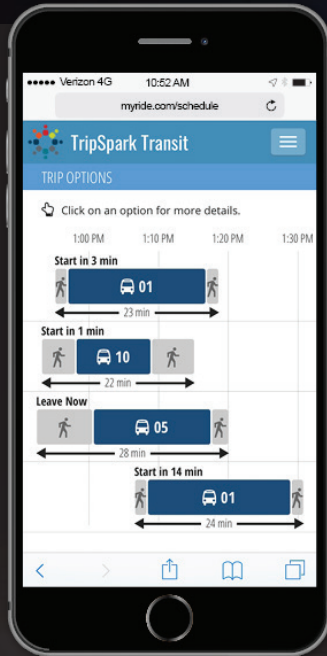 Verizon 4G 10:52 AM
myride.com/schedule
TripSpark Transit
TRIP OPTIONS
Click on an option for more details.
1:00 PM 1:10 PM 1:20 PM 1:30 PM
Start in 3 min
01
23 min
Start in 1 min
10
22 min
Leave Now
05
28 min
Start in 14 min
01
24 min